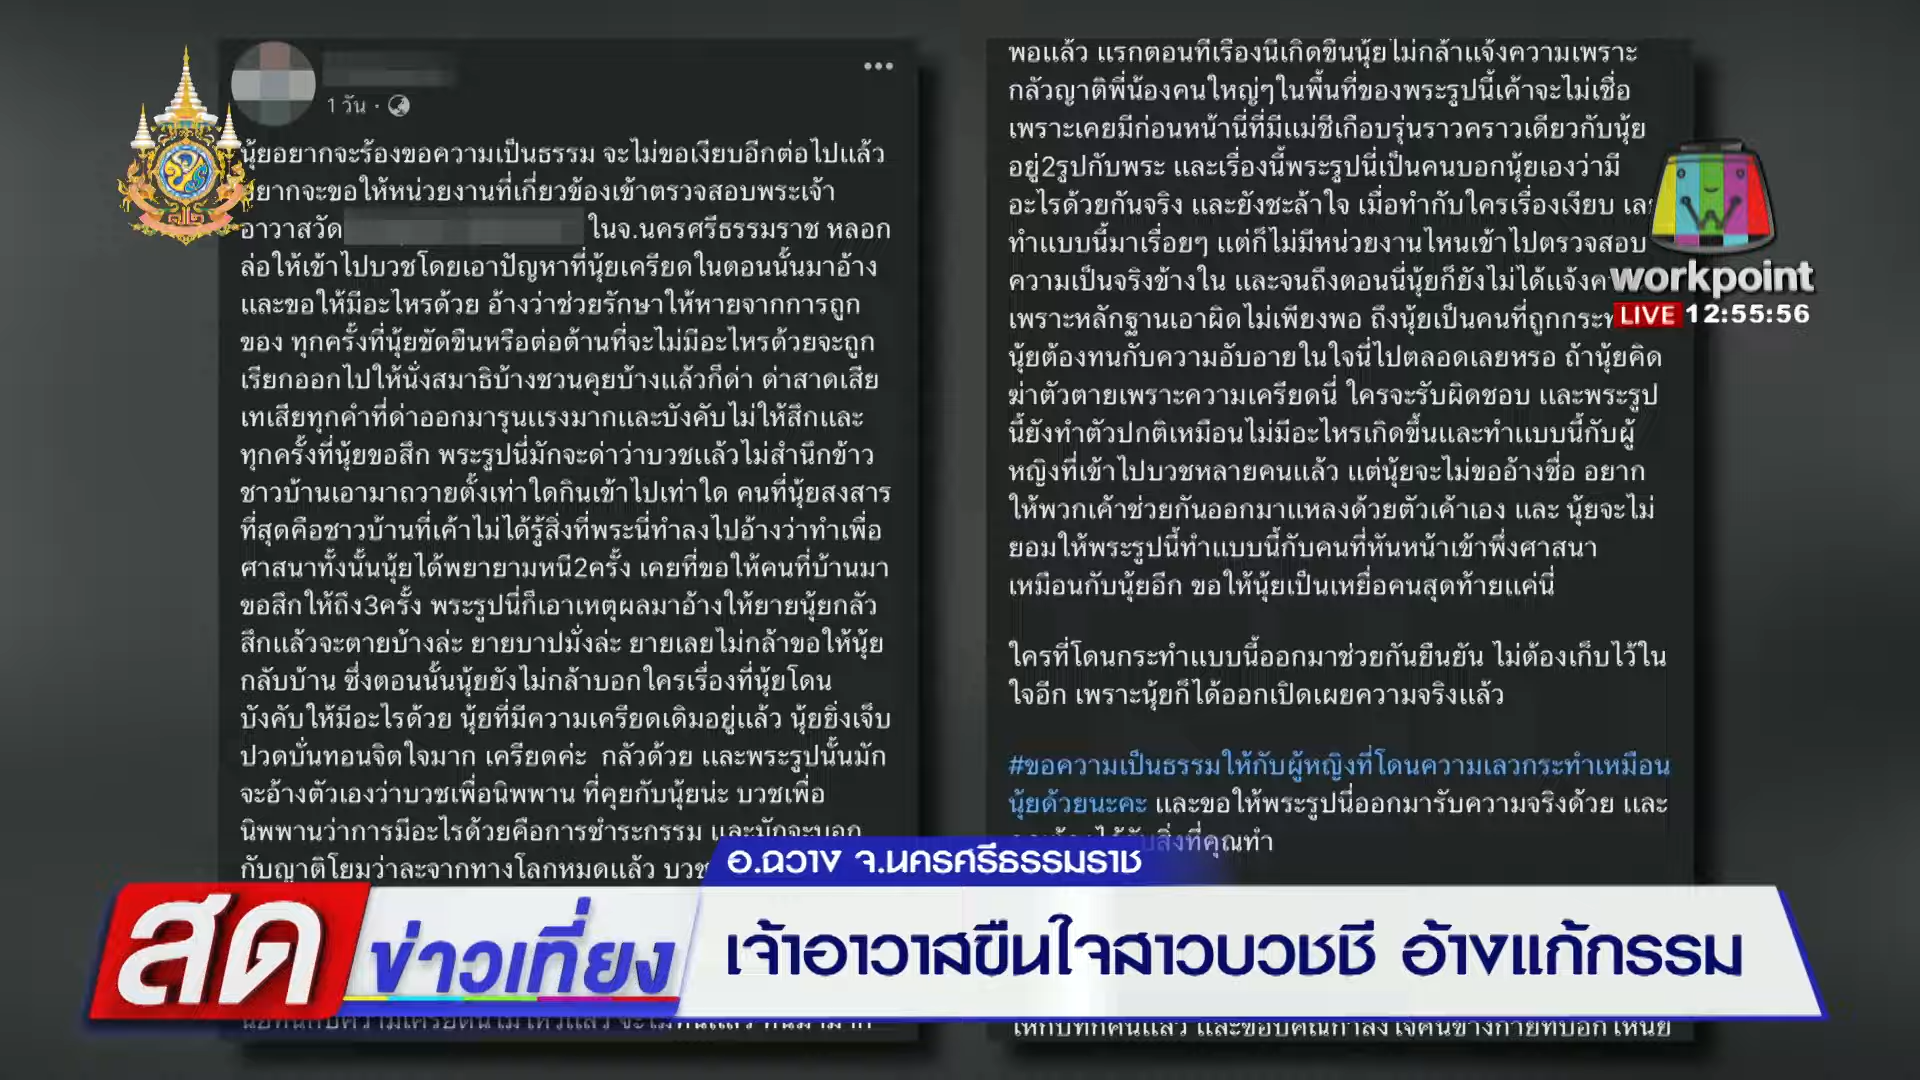 1 วัน
นุ้ยอยากจะร้องขอความเป็นธรรม จะไม่ขอเงียบอีกต่อไปแล้ว
อยากจะขอให้หน่วยงานที่เกี่ยวข้องเข้าตรวจสอบพระเจ้า
อาวาสวัด ในจ.นครศรีธรรมราช หลอก
ล่อให้เข้าไปบวชโดยเอาปัญหาที่นุ้ยเครียดในตอนนั้นมาอ้าง
และขอให้มีอะไหรด้วย อ้างว่าช่วยรักษาให้หายจากการถูก
ของ ทุกครั้งที่นุ้ยขัดขืนหรือต่อต้านที่จะไม่มีอะไหรด้วยจะถูก
เรียกออกไปให้นั่งสมาธิบ้างชวนคุยบ้างแล้วก็ด่า ด่าสาดเสีย
เทเสียทุกคำที่ด่าออกมารุนแรงมากและบังคับไม่ให้สึกและ
ทุกครั้งที่นุ้ยขอสึก พระรูปนี่มักจะด่าว่าบวชแล้วไม่สำนึกข้าว
ชาวบ้านเอามาถวายตั้งเท่าใดกินเข้าไปเท่าใด คนที่นุ้ยสงสาร
ที่สุดคือชาวบ้านที่เค้าไม่ได้รู้สิ่งที่พระนี่ทำลงไปอ้างว่าทำเพื่อ
ศาสนาทั้งนั้นนุ้ยได้พยายามหนี2ครั้ง เคยที่ขอให้คนที่บ้านมา
ขอสึกให้ถึง3ครั้ง พระรูปนี่ก็เอาเหตุผลมาอ้างให้ยายนุ้ยกลัว
สึกแล้วจะตายบ้างล่ะ ยายบาปมั่งล่ะ ยายเลยไม่กล้าขอให้นุ้ย
กลับบ้าน ซึ่งตอนนั้นนุ้ยยังไม่กล้าบอกใครเรื่องที่นุ้ยโดน
บังคับให้มีอะไรด้วย นุ้ยที่มีความเครียดเดิมอยู่แล้ว นุ้ยยิ่งเจ็บ
ปวดบั่นทอนจิตใจมาก เครียดค่ะ กลัวด้วย และพระรูปนั้นมัก
จะอ้างตัวเองว่าบวชเพื่อนิพพาน ที่คุยกับนุ้ยน่ะ บวชเพื่อ
นิพพานว่าการมีอะไรด้วยคือการชำระกรรม และมักจะบอก
กับญาติโยมว่าละจากทางโลกหมดแล้ว บวช
พอแล้ว แรกตอนที่เรื่องนี้เกิดขึ้นนุ้ยไม่กล้าแจ้งความเพราะ
กลัวญาติพี่น้องคนใหญ่ๆในพื้นที่ของพระรูปนี้เค้าจะไม่เชื่อ
เพราะเคยมีก่อนหน้านี่ที่มีแม่ชีเกือบรุ่นราวคราวเดียวกับนุ้ย
อยู่2รูปกับพระ และเรื่องนี้พระรูปนี้เป็นคนบอกนุ้ยเองว่ามี
อะไรด้วยกันจริง และยังชะล้าใจ เมื่อทำกับใครเรื่องเงียบ เลย
ทำแบบนี้มาเรื่อยๆ แต่ก็ไม่มีหน่วยงานไหนเข้าไปตรวจสอบ
ความเป็นจริงข้างใน และจนถึงตอนนี่นุ้ยก็ยังไม่ได้แจ้งค
เพราะหลักฐานเอาผิดไม่เพียงพอ ถึงนุ้ยเป็นคนที่ถูกกระท
นุ้ยต้องทนกับความอับอายในใจนี่ไปตลอดเลยหรอ ถ้านุ้ยคิด
ฆ่าตัวตายเพราะความเครียดนี่ ใครจะรับผิดชอบ และพระรูป
นี้ยังทำตัวปกติเหมือนไม่มีอะไหรเกิดขึ้นและทำแบบนี้กับผู้
หญิงที่เข้าไปบวชหลายคนแล้ว แต่นุ้ยจะไม่ขออ้างชื่อ อยาก
ให้พวกเค้าช่วยกันออกมาแหลงด้วยตัวเค้าเอง และ นุ้ยจะไม่
ยอมให้พระรูปนี้ทำแบบนี้กับคนที่หันหน้าเข้าพึ่งศาสนา
เหมือนกับนุ้ยอีก ขอให้นุ้ยเป็นเหยื่อคนสุดท้ายแค่นี่
ใครที่โดนกระทำแบบนี้ออกมาช่วยกันยืนยัน ไม่ต้องเก็บไว้ใน
ใจอีก เพราะนุ้ยก็ได้ออกเปิดเผยความจริงแล้ว
#ขอความเป็นธรรมให้กับผู้หญิงที่โดนความเลวกระทำเหมือน
นุ้ยด้วยนะคะ และขอให้พระรูปนี่ออกมารับความจริงด้วย และ
สิ่งที่คุณทำ
workpoint
LIVE 12:55:56
อ.ฉวาง จ.นครศรีธรรมราช
สด ข่าวเที่ยง
เจ้าอาวาสขืนใจสาวบวชชี อ้างแก้กรรม